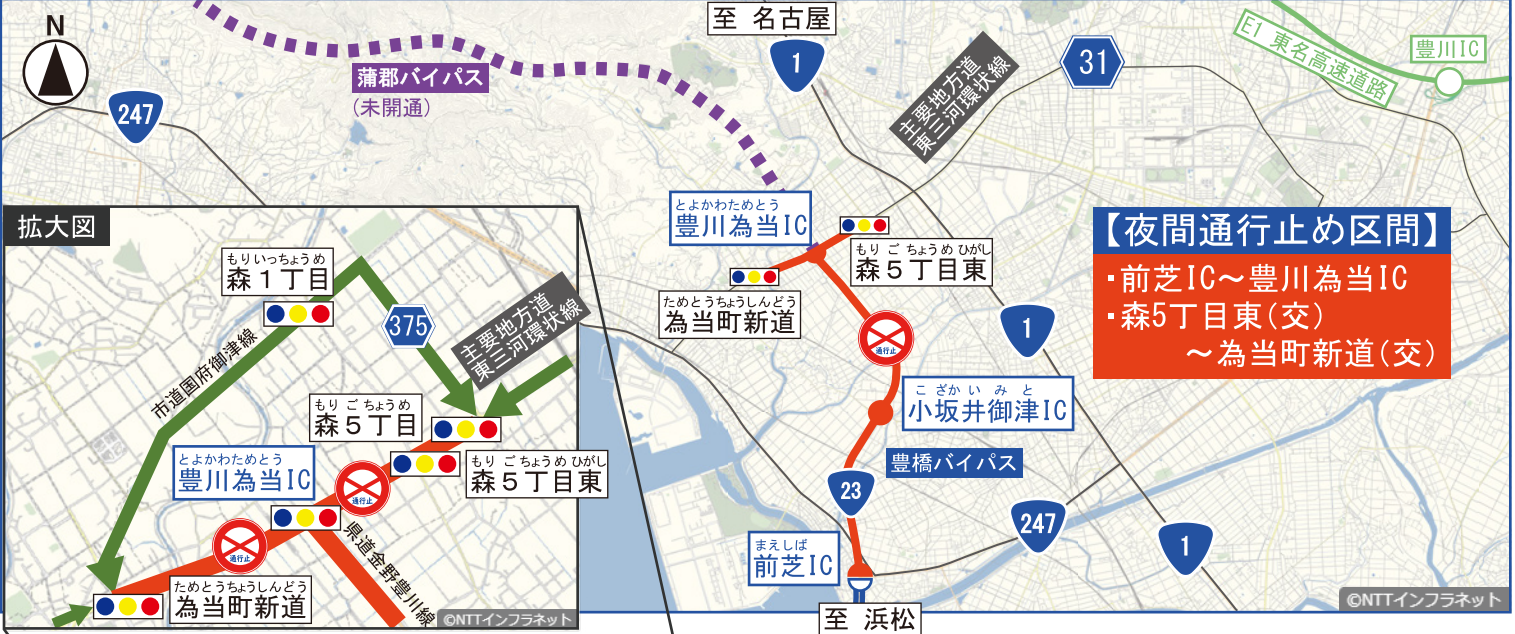 N
247
蒲郡バイパス
(未開通)
至 名古屋
1
主要地方道
東三河環状線
31
E1 東名高速道路
豊川IC
とよかわためとう
豊川為当IC
もり ご ちょうめ ひがし
森5丁目東
ためとうちょうしんどう
為当町新道
通行止
1
こ ざか い み と
小坂井御津IC
豊橋バイパス
23
247
1
まえしば
前芝IC
至 浜松
【夜間通行止め区間】
・前芝IC～豊川為当IC
・森5丁目東(交)
～為当町新道(交)
©NTTインフラネット
拡大図
もりいっちょうめ
森1丁目
375
主要地方道
東三河環状線
市道国府御津線
もり ご ちょうめ
森5丁目
もり ごちょうめ ひがし
森5丁目東
とよかわためとう
豊川為当IC
通行止
通行止
県道金野豊川線
ためとうちょうしんどう
為当町新道
©NTTインフラネット